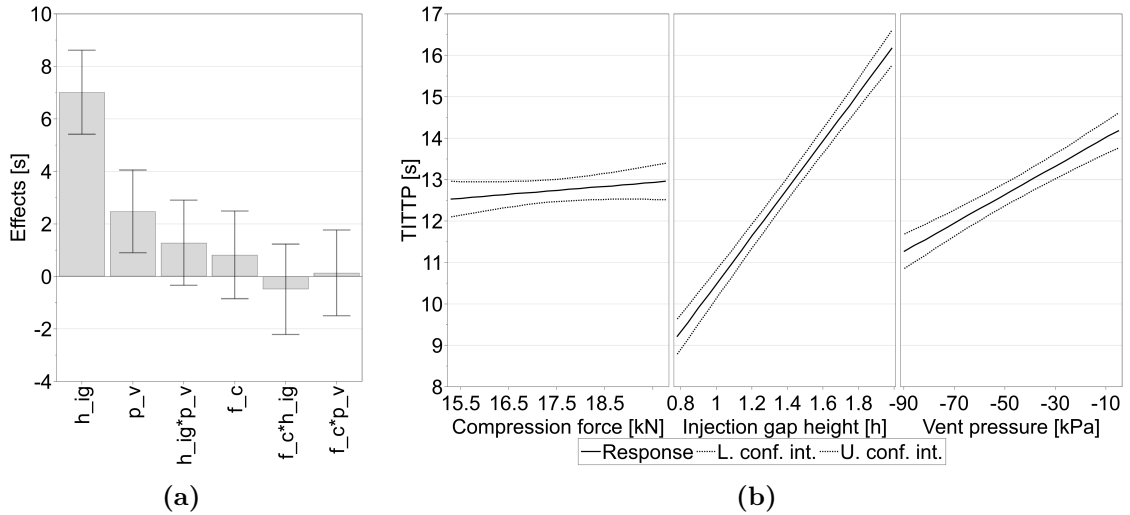 10
8
6
4
2
0
-2
-4
Effects [s]
h_ig
p_v
h_ig*p_v
f_c
f_c*h_ig
f_c*p_v
(a)
17
16
15
14
13
12
11
10
9
8
TITTP [s]
15.5 16.5 17.5 18.5
0.8 1 1.2 1.4 1.6 1.8
-90 -70 -50 -30 -10
Compression force [kN] Injection gap height [h] Vent pressure [kPa]
Response L. conf. int. U. conf. int.
(b)